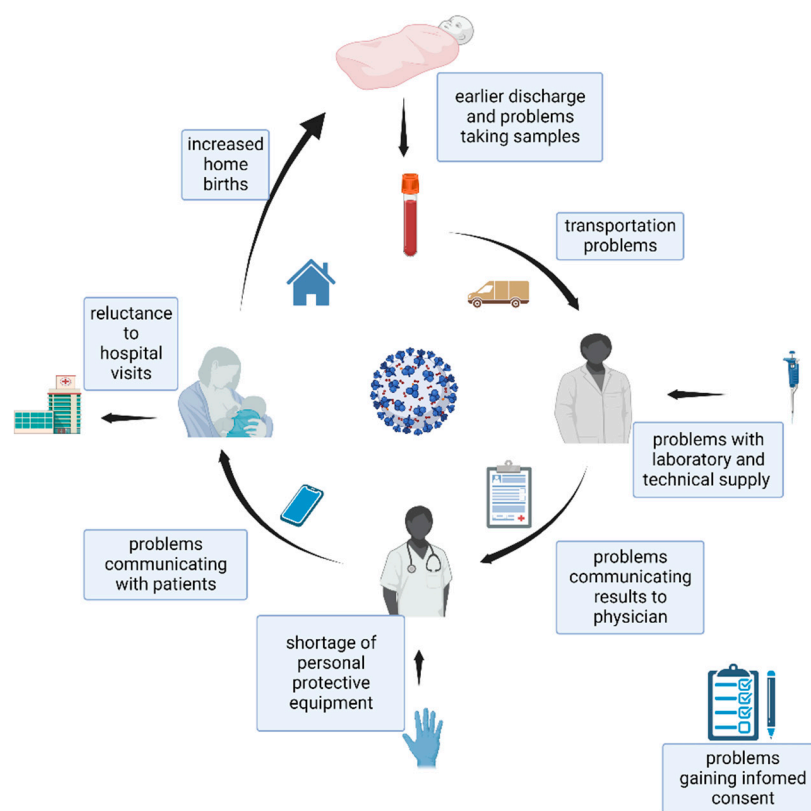 earlier discharge
and problems
taking samples
increased
home
births
transportation
problems
reluctance
to
hospital
visits
problems with
laboratory and
technical supply
problems
communicating
with patients
problems
communicating
results to
physician
shortage of
personal
protective
equipment
problems
gaining infomed
consent